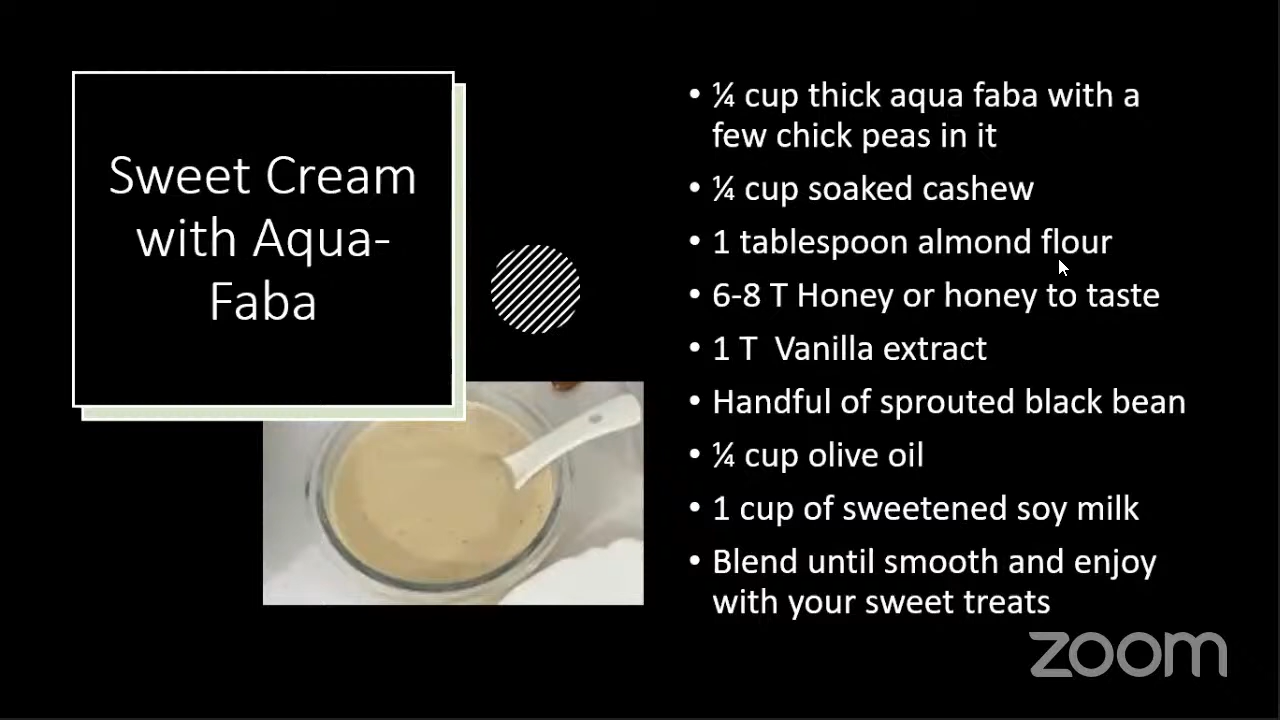 Sweet Cream
with Aqua-
Faba
• ¼ cup thick aqua faba with a
few chick peas in it
• ¼ cup soaked cashew
• 1 tablespoon almond flour
• 6-8 T Honey or honey to taste
• 1 T  Vanilla extract
• Handful of sprouted black bean
• ¼ cup olive oil
• 1 cup of sweetened soy milk
• Blend until smooth and enjoy
with your sweet treats
zoom